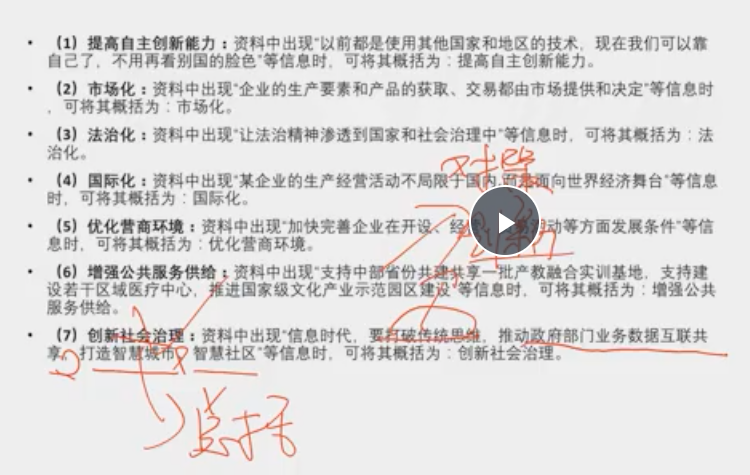 • （1）提高自主创新能力：资料中出现“以前都是使用其他国家和地区的技术，现在我们可以靠
自己了，不用再看别国的脸色”等信息时，可将其概括为：提高自主创新能力。
• （2）市场化：资料中出现“企业的生产要素和产品的获取、交易都由市场提供和决定”等信息时
，可将其概括为：市场化。
• （3）法治化：资料中出现“让法治精神渗透到国家和社会治理中”等信息时，可将其概括为：法
治化。
对策
• （4）国际化：资料中出现“某企业的生产经营活动不局限于国内，而是面向世界经济舞台”等信息
时，可将其概括为：国际化。
• （5）优化营商环境：资料中出现“加快完善企业在开设、经动等方面发展条件”等信
息时，可将其概括为：优化营商环境。
• （6）增强公共服务供给：资料中出现“支持中部省份共建共享一批产教融合实训基地，支持建
设若干区域医疗中心，推进国家级文化产业示范园区建设”等信息时，可将其概括为：增强公共
服务供给。
• （7）创新社会治理：资料中出现“信息时代，要打破传统思维，推动政府部门业务数据互联共
享，打造智慧城市、智慧社区”等信息时，可将其概括为：创新社会治理。
总括